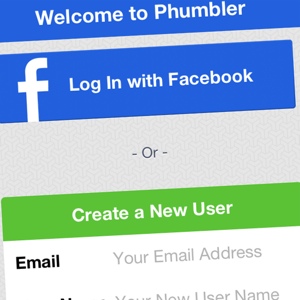 Welcome to Phumbler
f
Log In with Facebook
- Or -
Create a New User
Email
Your Email Address
Your New User Name